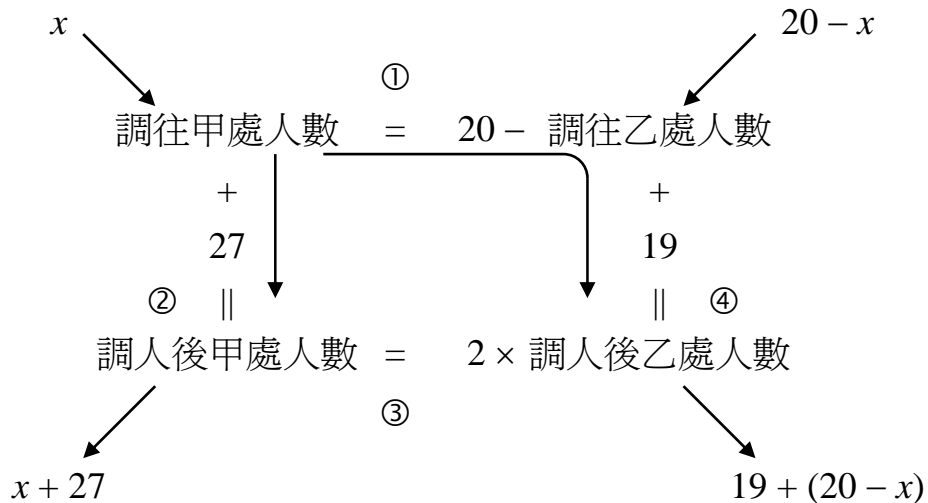 x 20 − x
①
調往甲處人數 = 20 − 調往乙處人數
+ +
27 19
② || || ④
調人後甲處人數 = 2 × 調人後乙處人數
③
x + 27 19 + (20 − x)